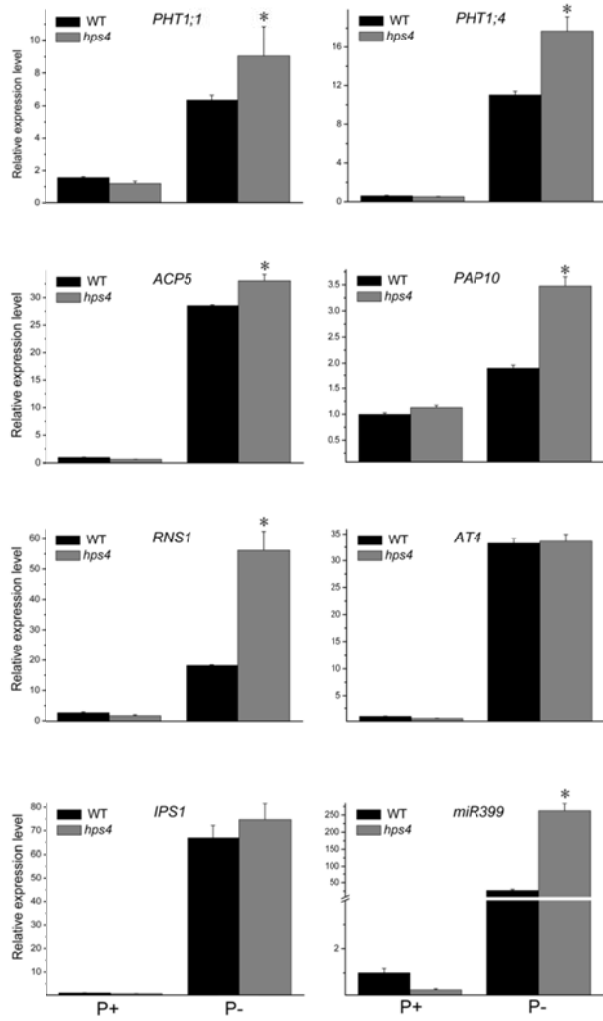 PHT1;1
WT
hps4
*
Relative expression level
10
8
6
4
2
0
PHT1;4
WT
hps4
*
16
12
8
4
0
ACP5
WT
hps4
*
Relative expression level
30
25
20
15
10
5
0
PAP10
WT
hps4
*
3.5
3.0
2.5
2.0
1.5
1.0
0.5
RNS1
WT
hps4
*
Relative expression level
60
50
40
30
20
10
0
AT4
WT
hps4
35
30
25
20
15
10
5
IPS1
WT
hps4
Relative expression level
80
70
60
50
40
30
20
10
P+ P-
miR399
WT
hps4
*
250
200
150
100
50
2
P+ P-